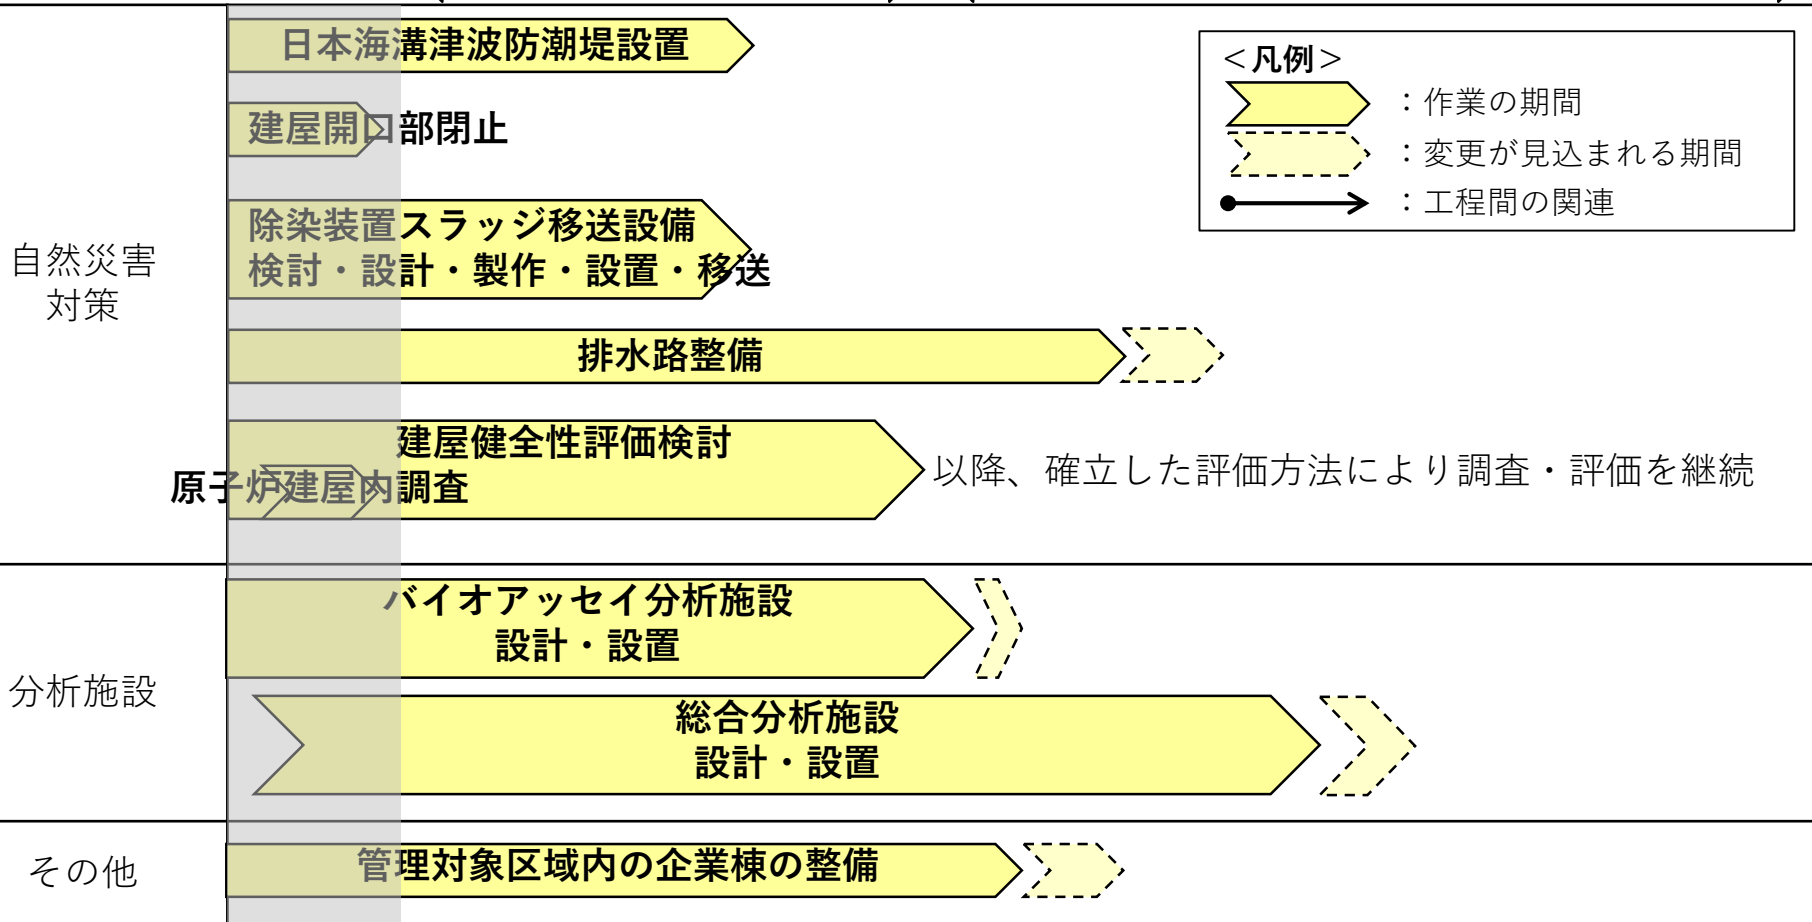 日本海溝津波防潮堤設置
<凡例>
：作業の期間
：変更が見込まれる期間
：工程間の関連
建屋開口部閉止
自然災害
対策
除染装置スラッジ移送設備
検討・設計・製作・設置・移送
排水路整備
建屋健全性評価検討
原子炉建屋内調査
以降、確立した評価方法により調査・評価を継続
分析施設
バイオアッセイ分析施設
設計・設置
総合分析施設
設計・設置
その他
管理対象区域内の企業棟の整備